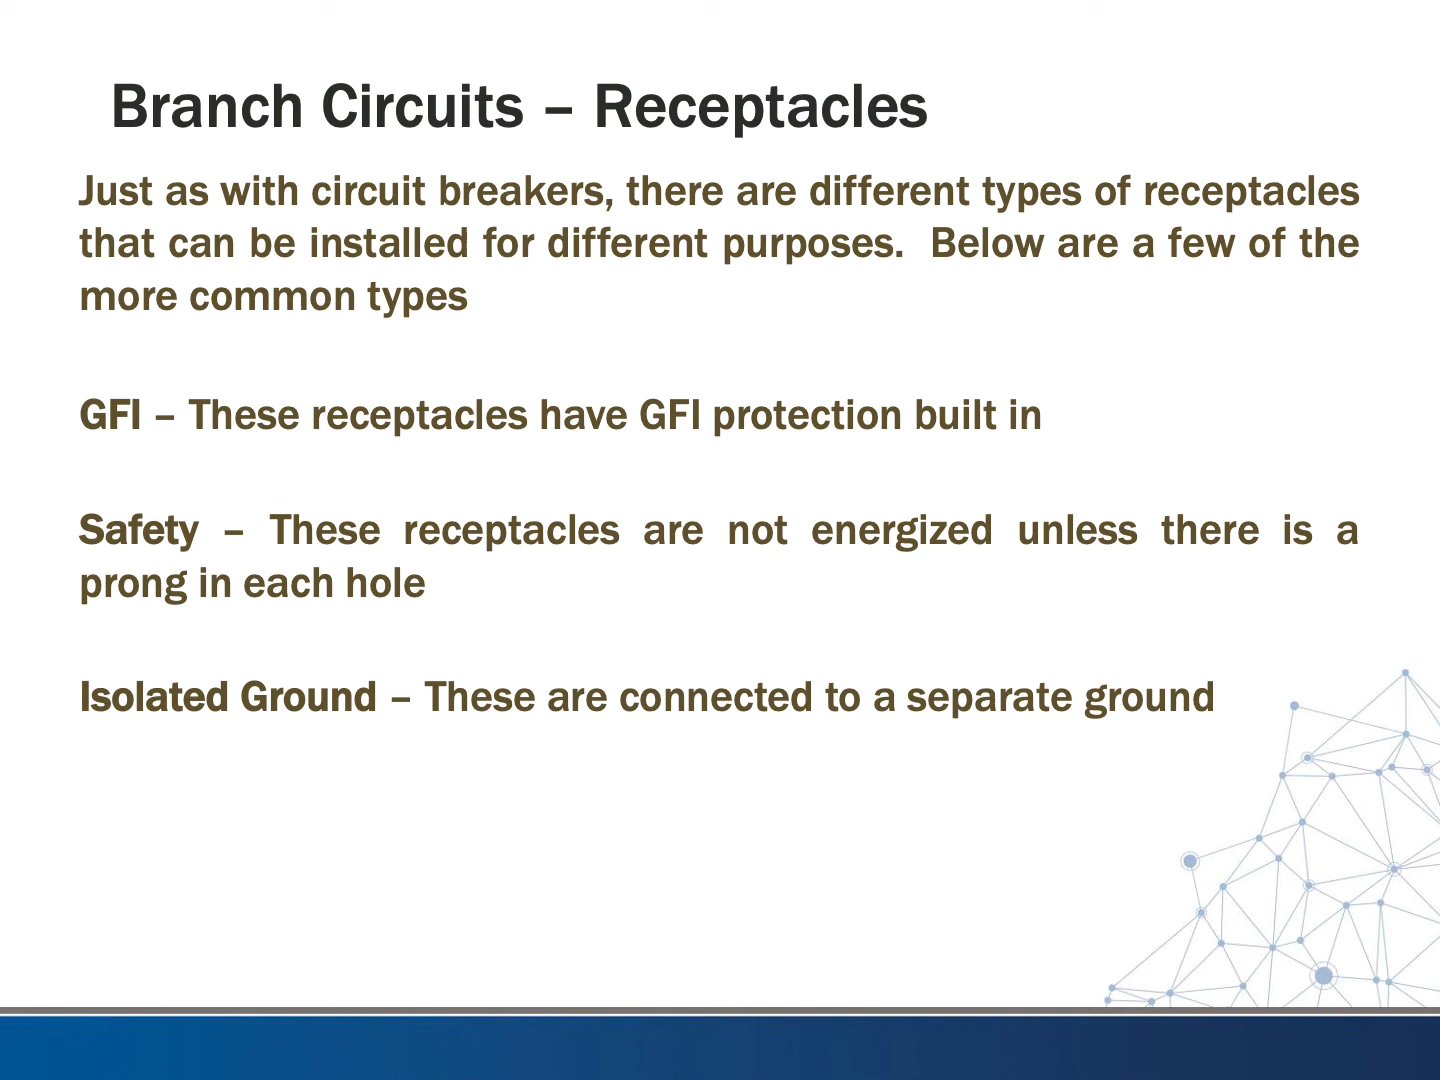 Branch Circuits – Receptacles
Just as with circuit breakers, there are different types of receptacles
that can be installed for different purposes.  Below are a few of the
more common types
GFI – These receptacles have GFI protection built in
Safety – These receptacles are not energized unless there is a
prong in each hole
Isolated Ground – These are connected to a separate ground